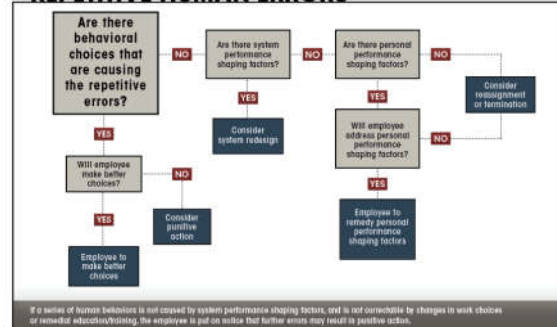 REPETITIVE HUMAN ERRORS
Are there
behavioral
choices that
are causing
the repetitive
errors?
NO
Are there system
performance
shaping factors?
NO
Are there personal
performance
shaping factors?
NO
YES
Consider
system redesign
YES
Consider
reassignment
or termination
YES
Will employee
make better
choices?
NO
Will employee
address personal
performance
shaping factors?
NO
YES
Consider
punitive
action
YES
Employee to
make better
choices
Employee to
remedy personal
performance
shaping factors
If a series of human behaviors is not caused by system performance shaping factors, and is not correctable by changes in work choices
or remedial education/training, the employee is put on notice that further errors may result in punitive action.